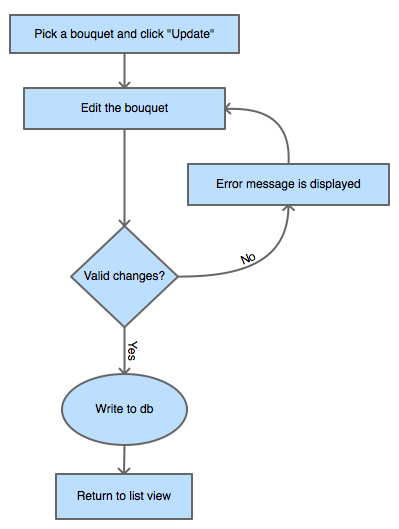 Pick a bouquet and click "Update"
Edit the bouquet
Error message is displayed
Valid changes?
No
Yes
Write to db
Return to list view